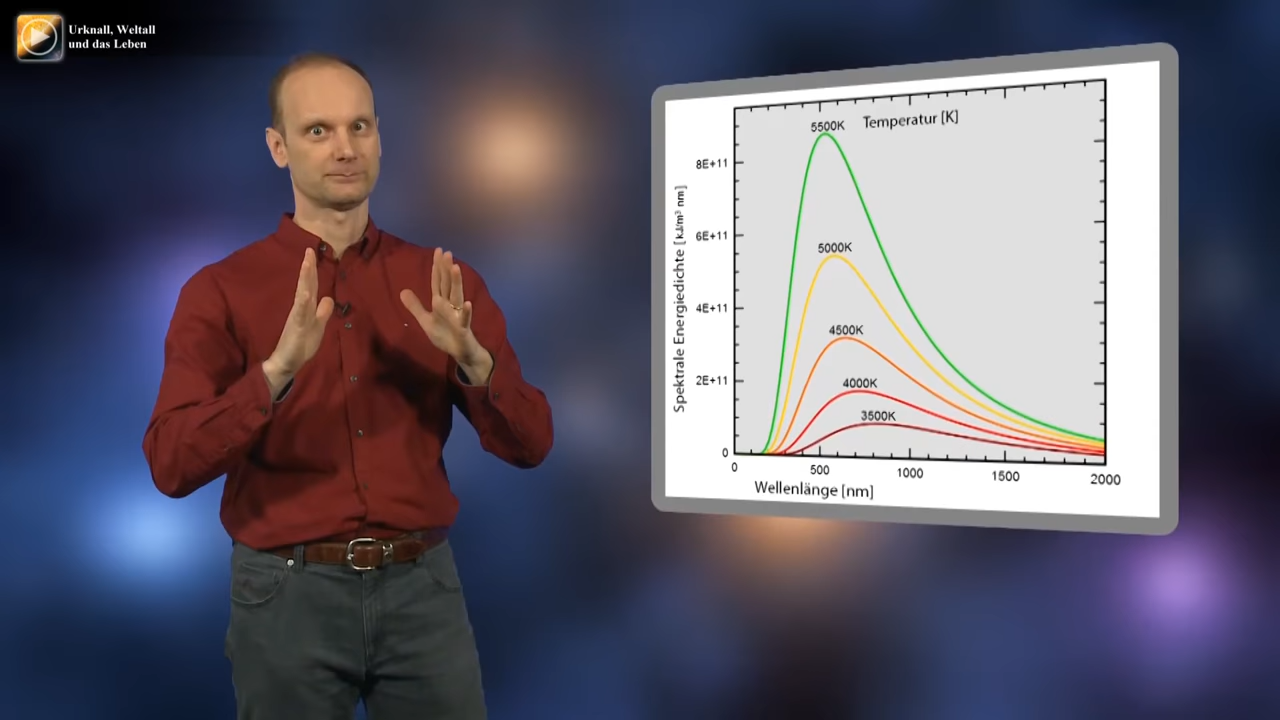 Urknall, Weltall
und das Leben
Temperatur [K]
5500K
5000K
4500K
4000K
3500K
Spektrale Energiedichte [ kJ/m³ nm]
8E+11
6E+11
4E+11
2E+11
0
0
500
1000
1500
2000
Wellenlänge [nm]